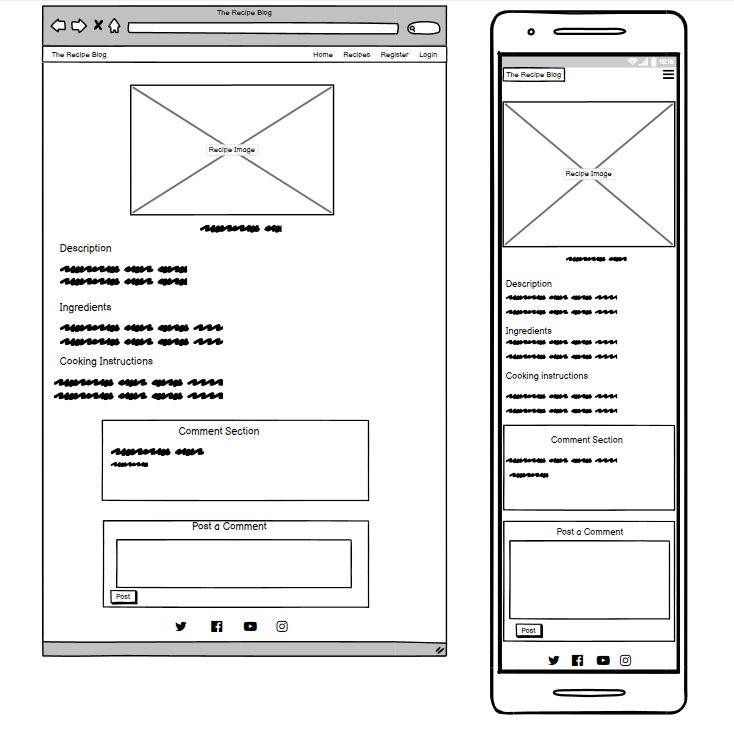 The Recipe Blog
The Recipe Blog Home Recipes Register Login
Recipe Image
Description
Ingredients
Cooking Instructions
Comment Section
Post a Comment
Post
The Recipe Blog
Recipe Image
Description
Ingredients
Cooking instructions
Comment Section
Post a Comment
Post